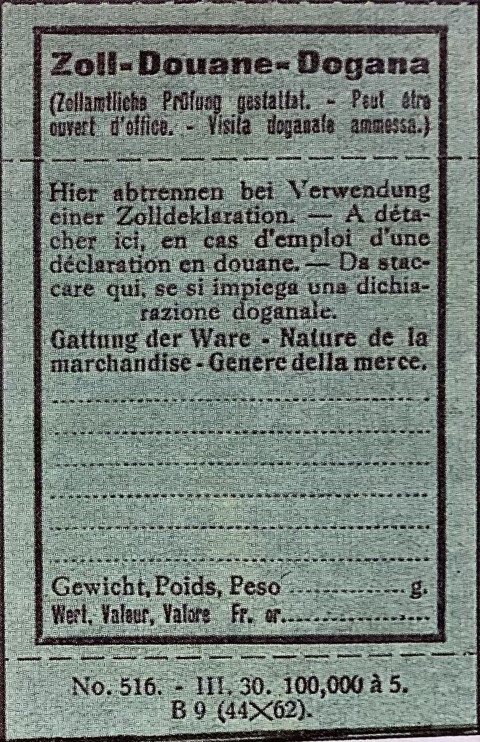 Zoll-Douane-Dogana
(Zollamtliche Prüfung gestattet. - Peut être
ouvert d'office. - Visita doganale ammessa.)
Hier abtrennen bei Verwendung
einer Zolldeklaration. — A déta-
cher ici, en cas d'emploi d'une
déclaration en douane. — Da stac-
care qui, se si impiega una dichia-
razione doganale.
Gattung der Ware - Nature de la
marchandise - Genere della merce.
Gewicht, Poids, Peso ............... g.
Wert, Valeur, Valore Fr. or....................
No. 516. - III. 30. 100,000 à 5.
B 9 (44×62).